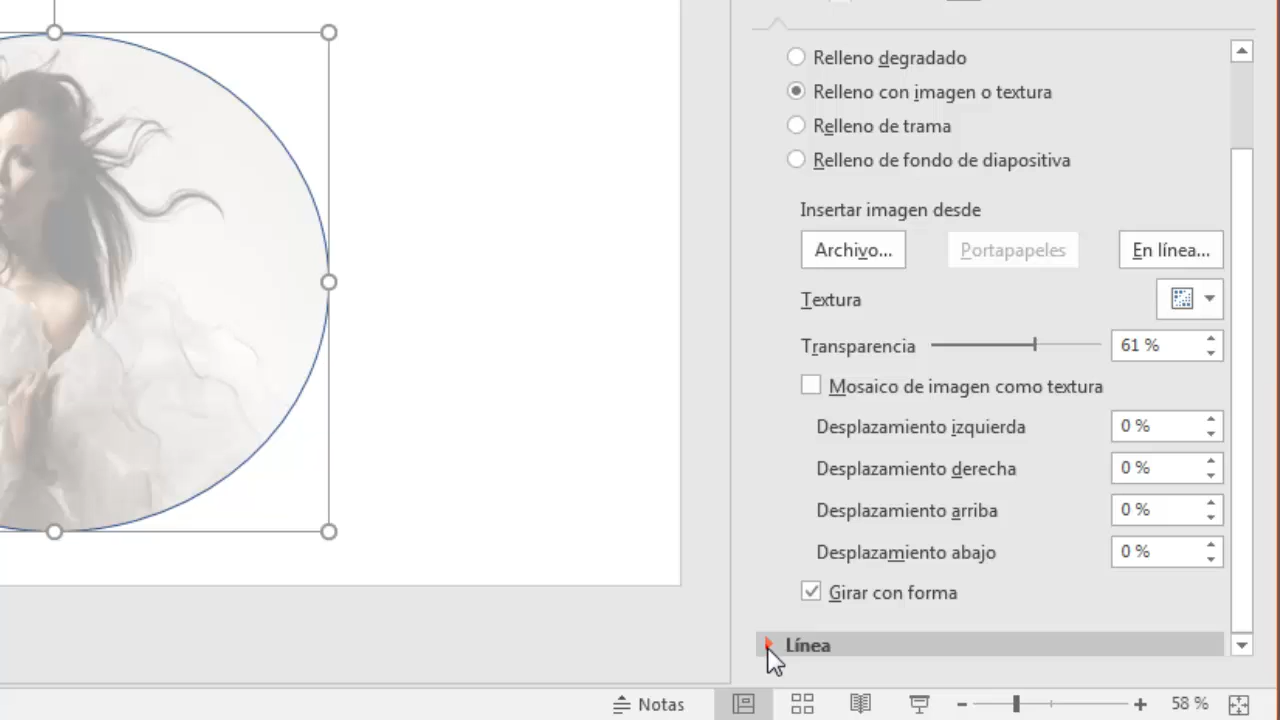 Relleno degradado
Relleno con imagen o textura
Relleno de trama
Relleno de fondo de diapositiva
Insertar imagen desde
Archivo... Portapapeles En línea...
Textura
Transparencia 61 %
Mosaico de imagen como textura
Desplazamiento izquierda 0 %
Desplazamiento derecha 0 %
Desplazamiento arriba 0 %
Desplazamiento abajo 0 %
Girar con forma
Línea
Notas 58 %